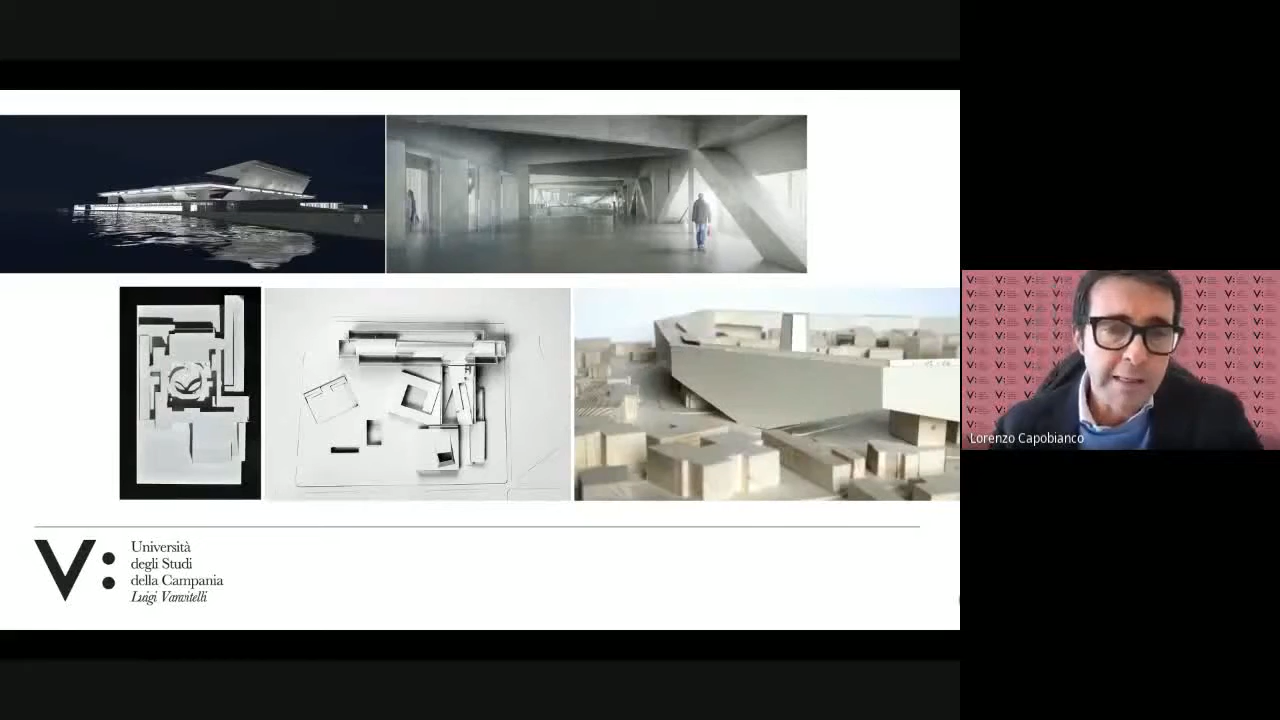 V:
Università
degli Studi
della Campania
Luigi Vanvitelli
Lorenzo Capobianco